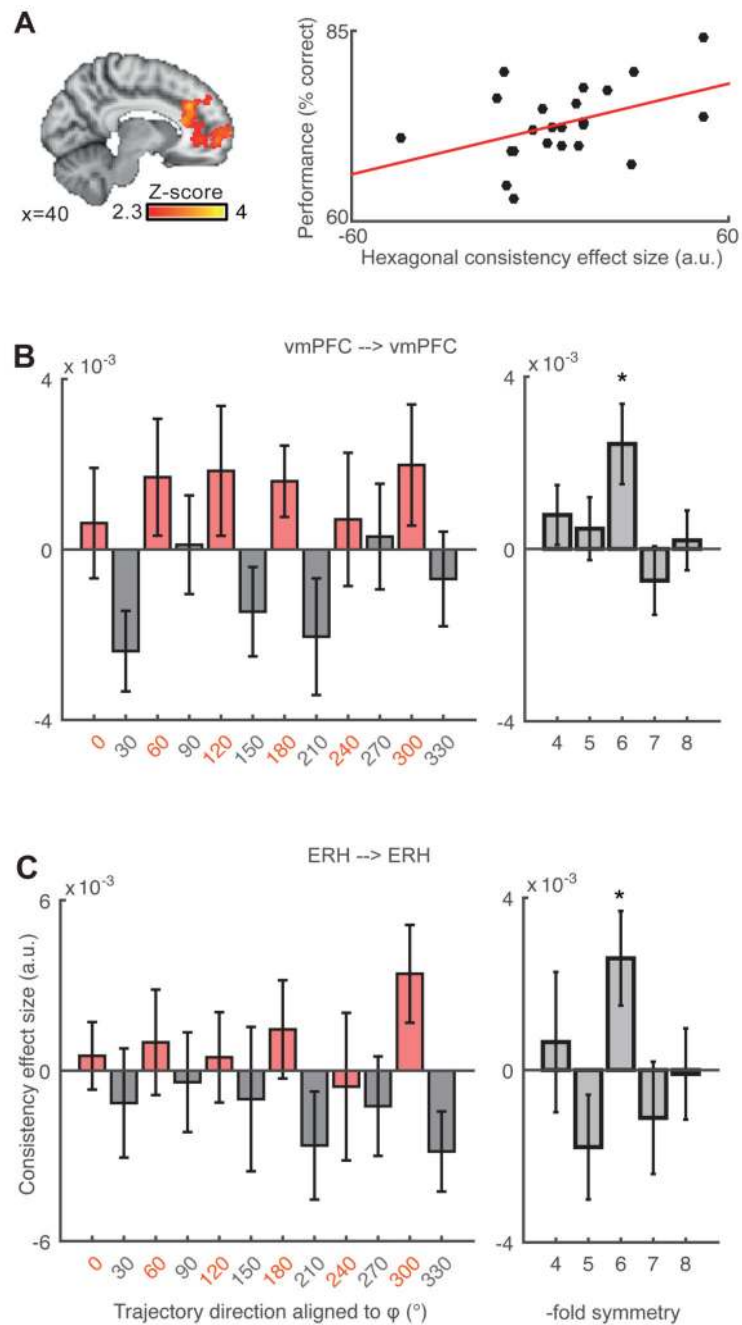 A
x=40
Z-score
2.3 4
Performance (% correct)
85
60
-60 60
Hexagonal consistency effect size (a.u.)
B
vmPFC --> vmPFC
x 10⁻³
4
0
-4
0 30 60 90 120 150 180 210 240 270 300 330
x 10⁻³
4
*
0
-4
4 5 6 7 8
C
ERH --> ERH
Consistency effect size (a.u.)
x10⁻³
6
0
-6
0 30 60 90 120 150 180 210 240 270 300 330
Trajectory direction aligned to φ (°)
x 10⁻³
4
*
0
-4
4 5 6 7 8
-fold symmetry